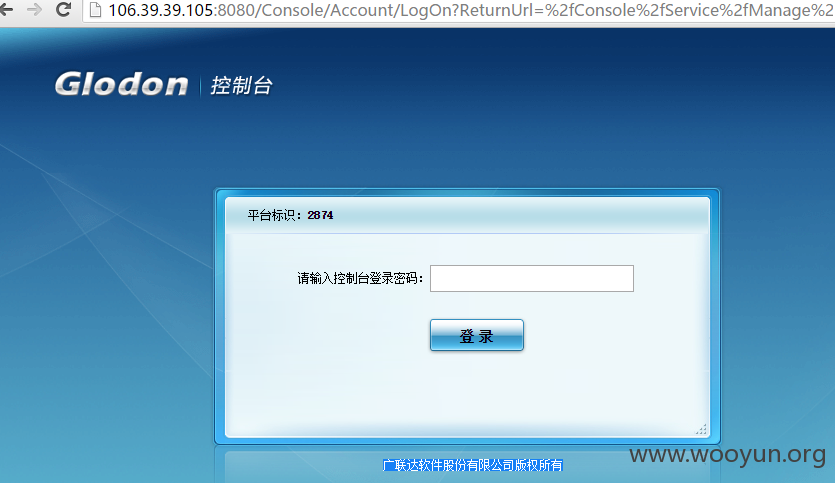 106.39.39.105:8080/Console/Account/LogOn?ReturnUrl=%2fConsole%2fService%2fManage%2
Glodon 控制台
平台标识：2874
请输入控制台登录密码：
登 录
广联达软件股份有限公司版权所有
www.wooyun.org